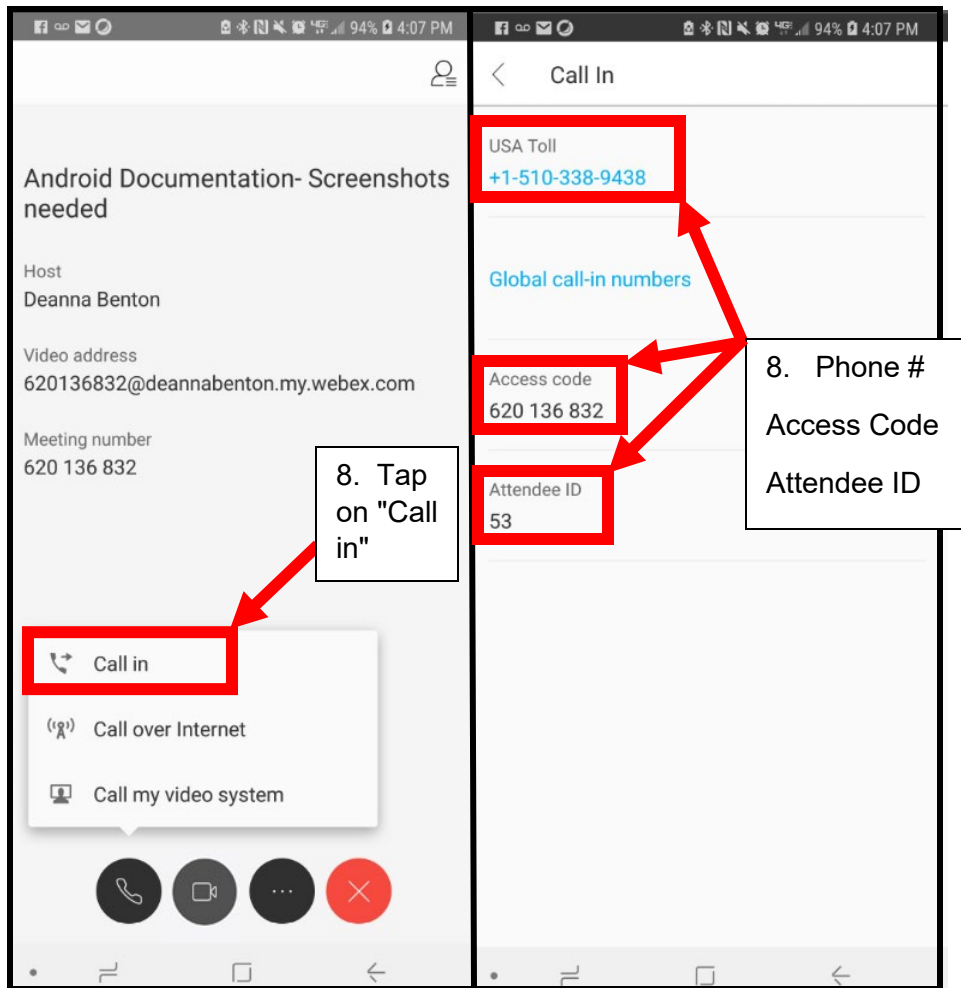 94% 4:07 PM
Android Documentation- Screenshots
needed
Host
Deanna Benton
Video address
620136832@deannabenton.my.webex.com
Meeting number
620 136 832
8. Tap
on "Call
in"
Call in
Call over Internet
Call my video system
4GE 94% 4:07 PM
Call In
USA Toll
+1-510-338-9438
Global call-in numbers
Access code
620 136 832
Attendee ID
53
8. Phone #
Access Code
Attendee ID